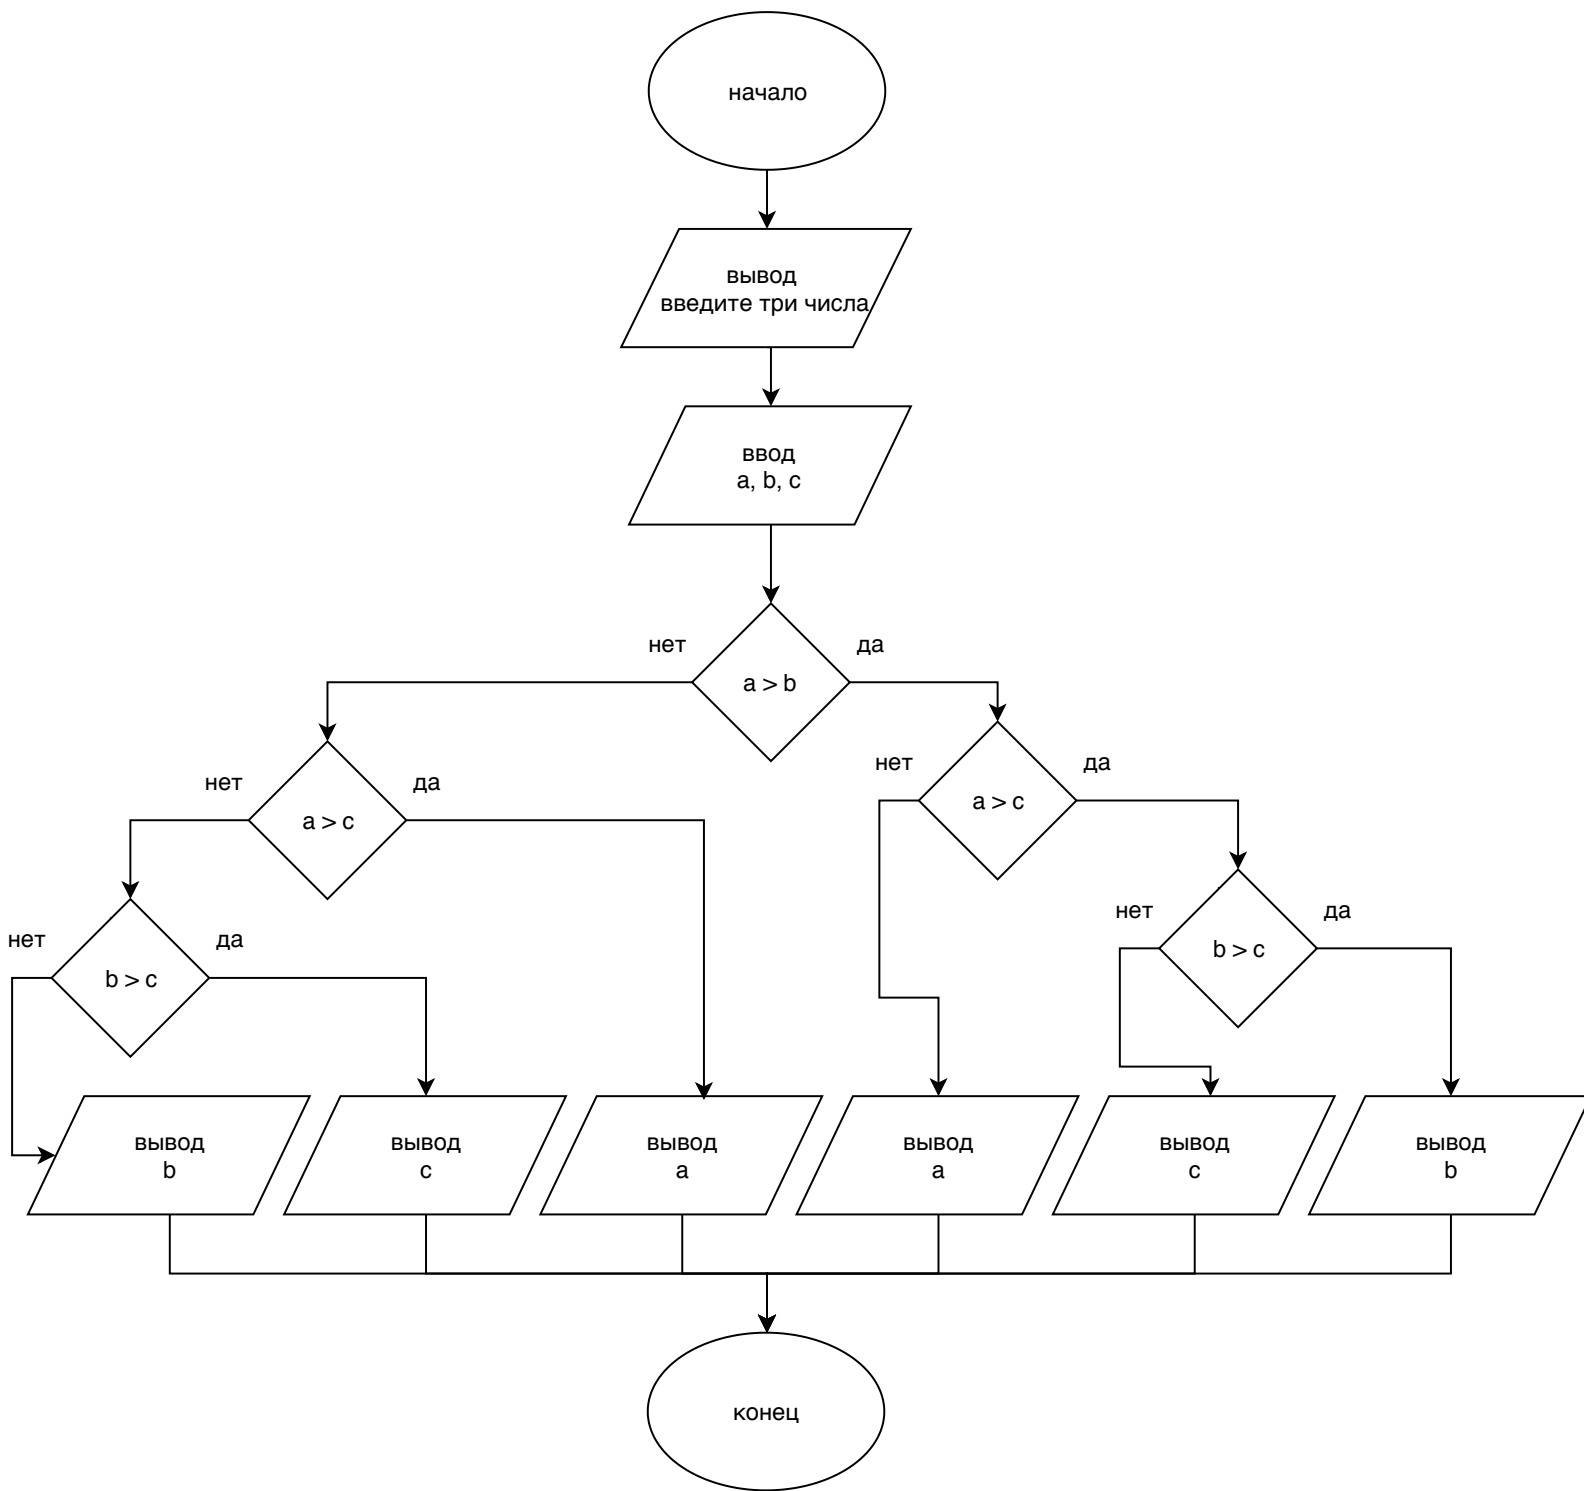 начало
вывод
введите три числа
ввод
a, b, c
нет
да
a > b
нет
да
a > c
нет
да
a > c
нет
да
b > c
нет
да
b > c
вывод
b
вывод
c
вывод
a
вывод
a
вывод
c
вывод
b
конец